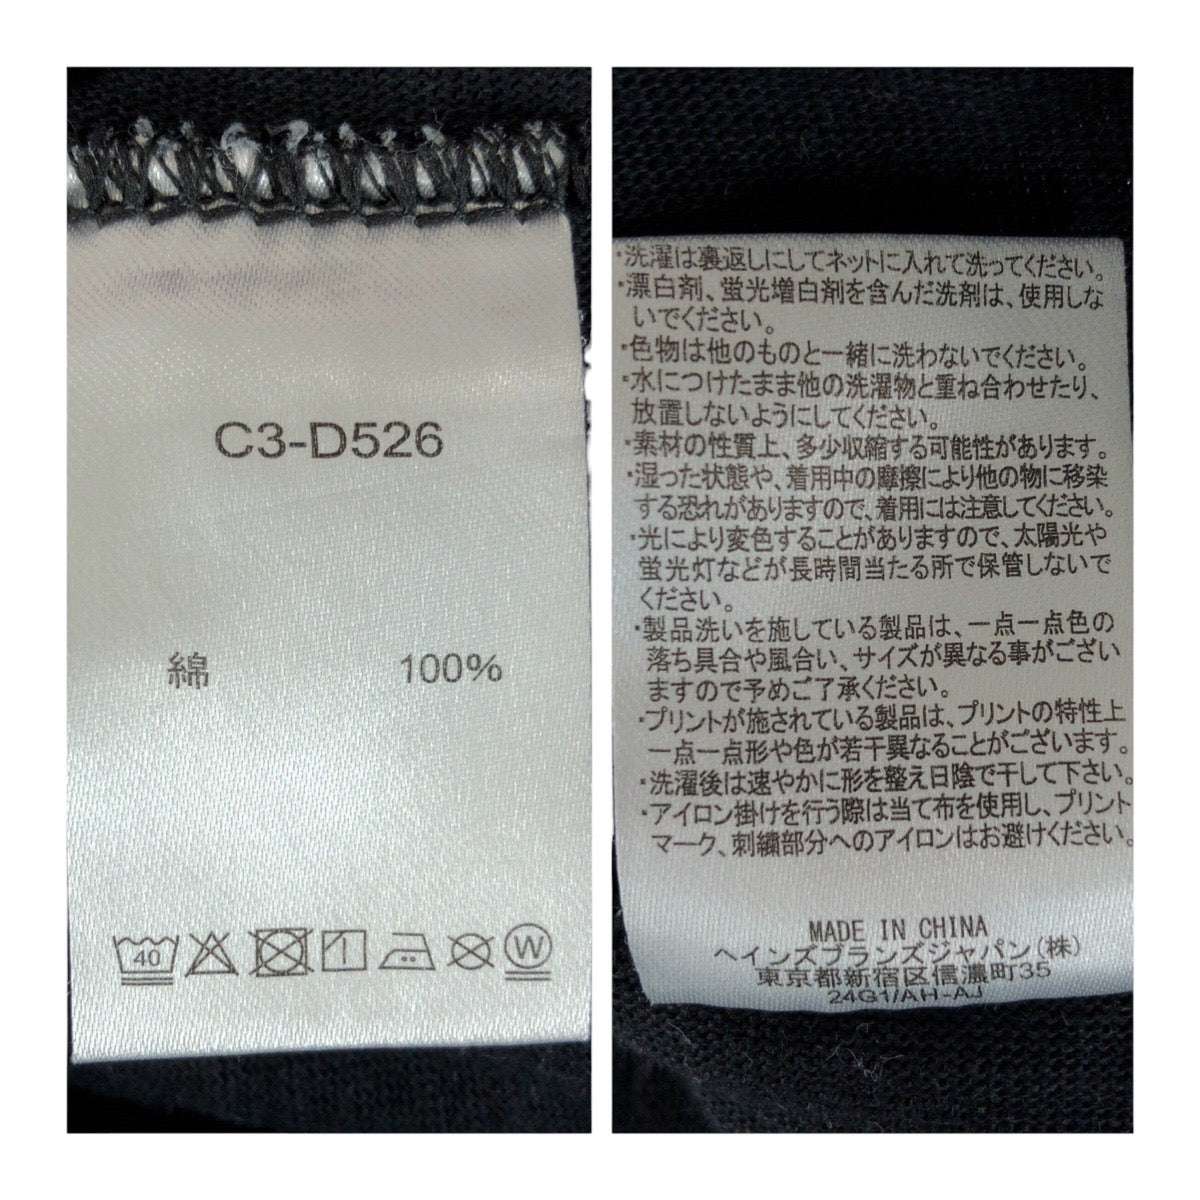 C3-D526
綿 100%
40
W
・洗濯は裏返しにしてネットに入れて洗ってください。
・漂白剤、蛍光増白剤を含んだ洗剤は、使用しな
いでください。
・色物は他のものと一緒に洗わないでください。
・水につけたまま他の洗濯物と重ね合わせたり、
放置しないようにしてください。
・素材の性質上、多少収縮する可能性があります。
・湿った状態や、着用中の摩擦により他の物に移染
する恐れがありますので、着用には注意してください。
・光により変色することがありますので、太陽光や
蛍光灯などが長時間当たる所で保管しないで
ください。
・製品洗いを施している製品は、一点一点色の
落ち具合や風合い、サイズが異なる事がござい
ますので予めご了承ください。
・プリントが施されている製品は、プリントの特性上
一点一点形や色が若干異なることがございます。
・洗濯後は速やかに形を整え日陰で干して下さい。
・アイロン掛けを行う際は当て布を使用し、プリント
マーク、刺繍部分へのアイロンはお避けください。
MADE IN CHINA
ヘインズブランズジャパン(株)
東京都新宿区信濃町35
24G1/AH-AJ